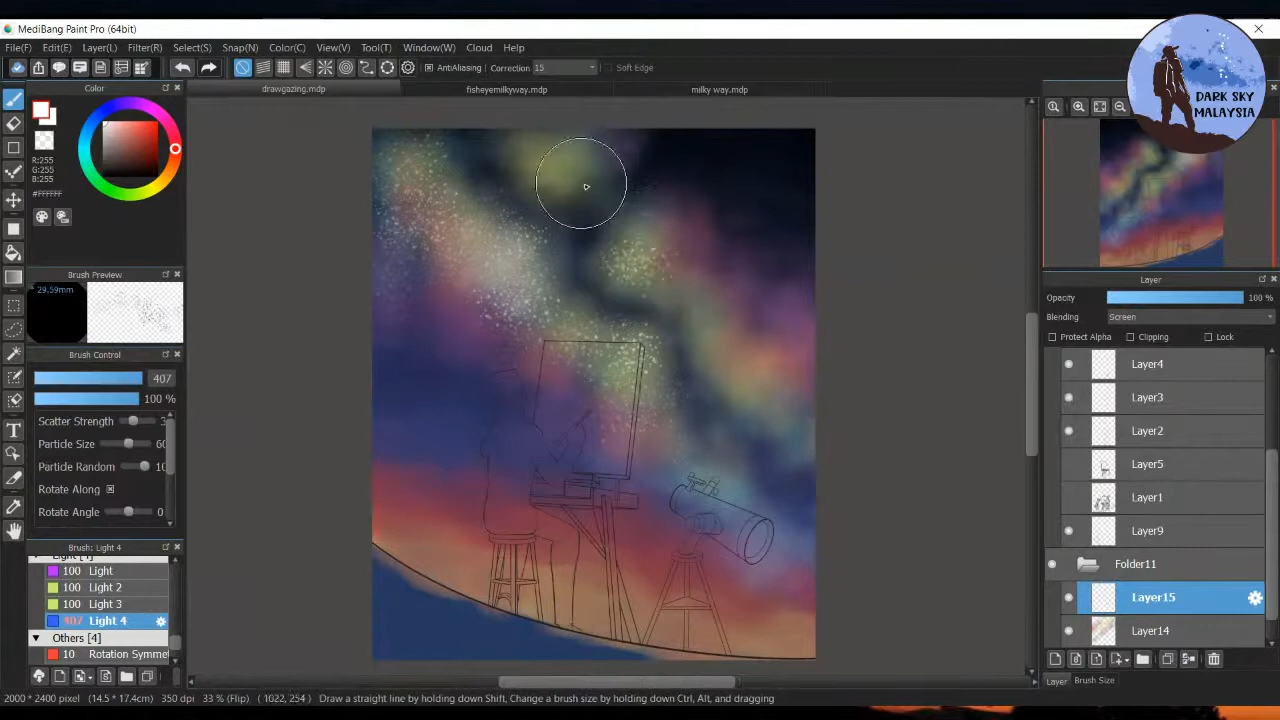 MediBang Paint Pro (64bit)
File(F) Edit(E) Layer(L) Filter(R) Select(S) Snap(N) Color(C) View(V) Tool(T) Window(W) Cloud Help
AntiAliasing Correction 15 Soft Edge
Color
drawgazing.mdp fisheyemilkyway.mdp milky way.mdp
DARK SKY
MALAYSIA
R:255
G:255
B:255
#FFFFFF
Brush Preview
29.59mm
Brush Control
407
100 %
Scatter Strength 3
Particle Size 60
Particle Random 10
Rotate Along
Rotate Angle 0
Brush: Light 4
Light [4]
100 Light
100 Light 2
100 Light 3
407 Light 4
Others [4]
10 Rotation Symme
Layer
Opacity 100 %
Blending Screen
Protect Alpha Clipping Lock
Layer4
Layer3
Layer2
Layer5
Layer1
Layer9
Folder11
Layer15
Layer14
Layer Brush Size
2000 * 2400 pixel (14.5 * 17.4cm) 350 dpi 33 % (Flip) ( 1022, 254 ) Draw a straight line by holding down Shift, Change a brush size by holding down Ctrl, Alt, and dragging